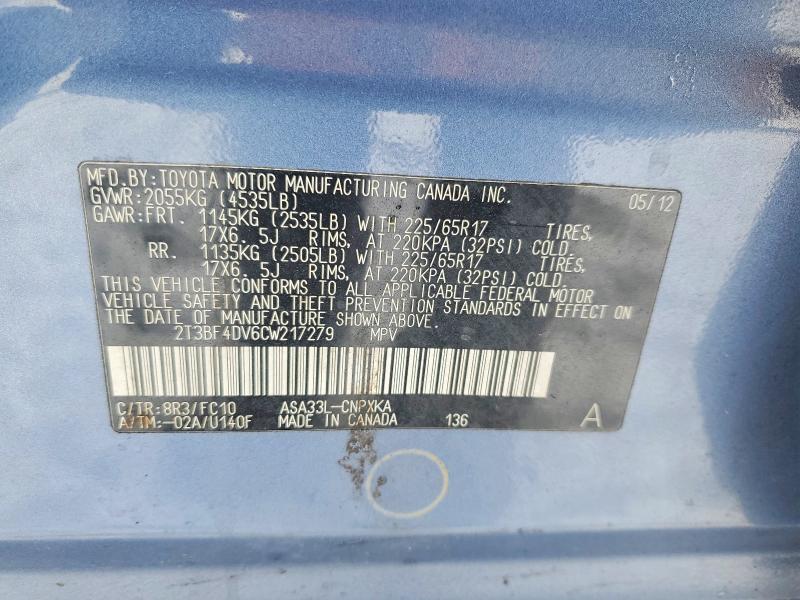 MFD.BY:TOYOTA MOTOR MANUFACTURING CANADA INC. 05/12
GVWR:2055KG (4535LB)
GAWR:FRT. 1145KG (2535LB) WITH 225/65R17 TIRES,
17X6.5J RIMS, AT 220KPA (32PSI) COLD.
RR. 1135KG (2505LB) WITH 225/65R17 TIRES,
17X6.5J RIMS, AT 220KPA (32PSI) COLD.
THIS VEHICLE CONFORMS TO ALL APPLICABLE FEDERAL MOTOR
VEHICLE SAFETY AND THEFT PREVENTION STANDARDS IN EFFECT ON
THE DATE OF MANUFACTURE SHOWN ABOVE.
2T3BF4DV6CW217279 MPV
C/TR:8R3/FC10 ASA33L-CNPXKA
A/TM:-02A/U140F MADE IN CANADA 136 A